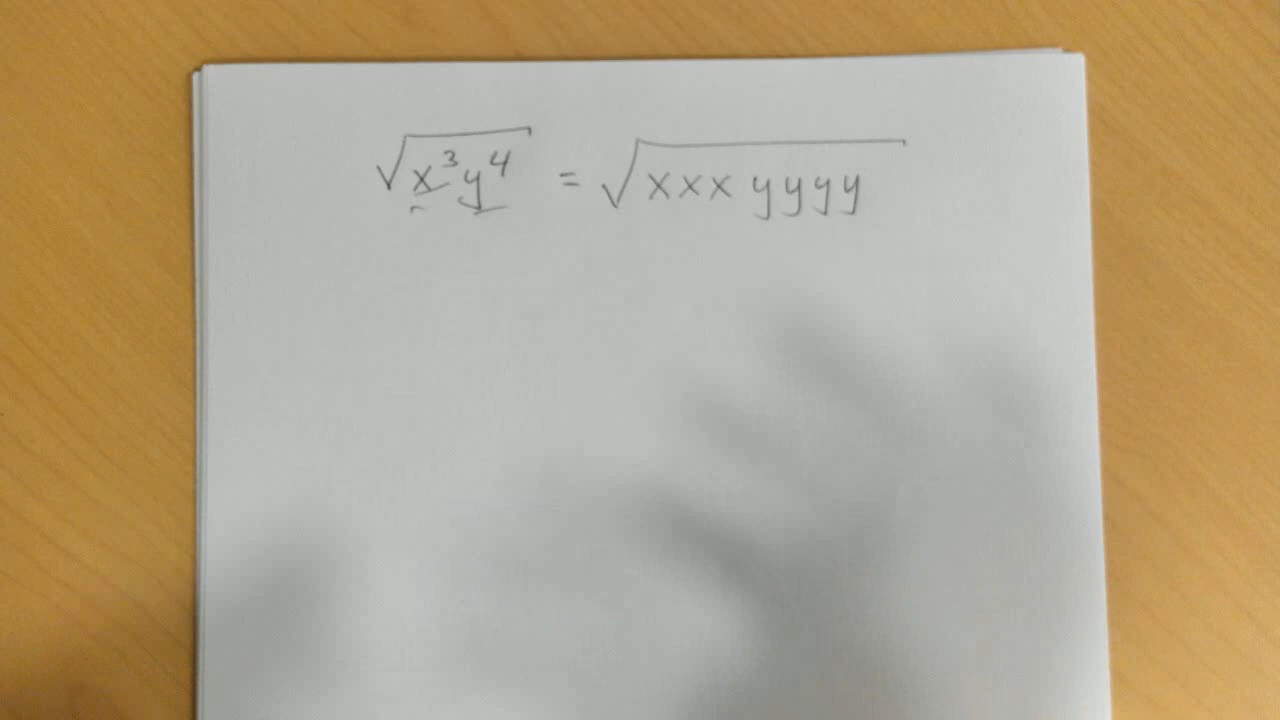 √x³y⁴ = √xxx yyyy